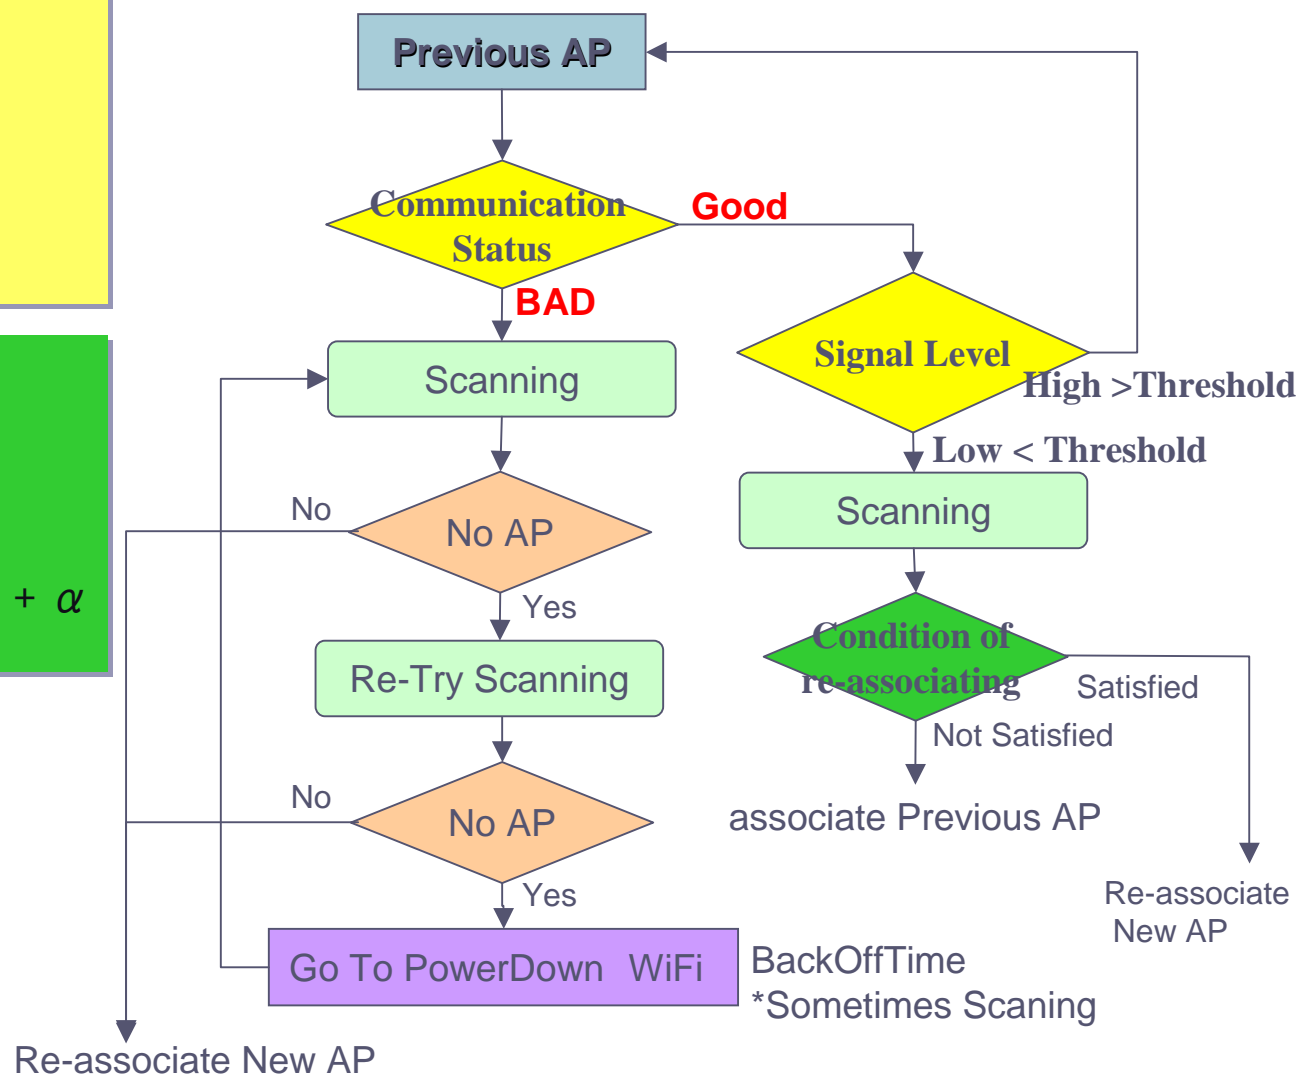 Previous AP
Communication
Status
Good
BAD
Scanning
Signal Level
High >Threshold
Low < Threshold
No
No AP
Scanning
Yes
+ α
Condition of
re-associating
Re-Try Scanning
Satisfied
Not Satisfied
No
No AP
associate Previous AP
Yes
Re-associate
New AP
Go To PowerDown WiFi
BackOffTime
*Sometimes Scaning
Re-associate New AP